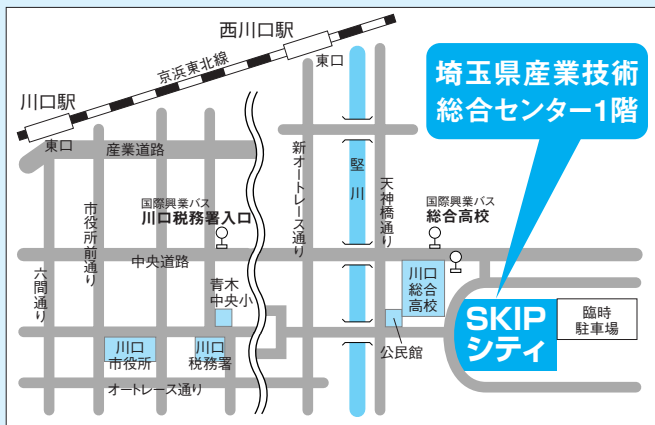 西川口駅
東口
京浜東北線
川口駅
東口
埼玉県産業技術
総合センター1階
産業道路
新オートレース通り
堅川
天神橋通り
国際興業バス
川口税務署入口
国際興業バス
総合高校
市役所前通り
六間通り
中央道路
青木
中央小
川口
総合
高校
SKIP
シティ
臨時
駐車場
川口
市役所
川口
税務署
公民館
オートレース通り